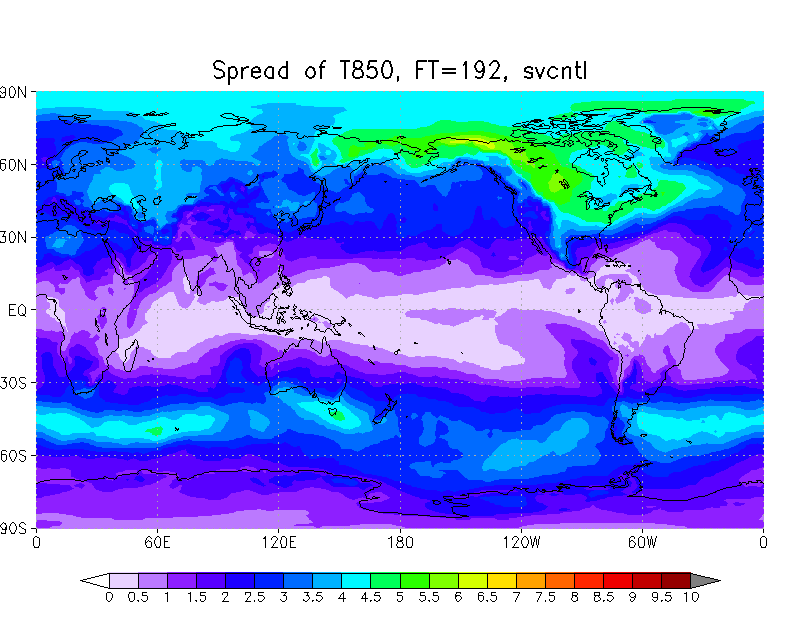 Spread of T850, FT=192, svcntl
90N
60N
30N
EQ
30S
60S
90S
0 60E 120E 180 120W 60W 0
0 0.5 1 1.5 2 2.5 3 3.5 4 4.5 5 5.5 6 6.5 7 7.5 8 8.5 9 9.5 10